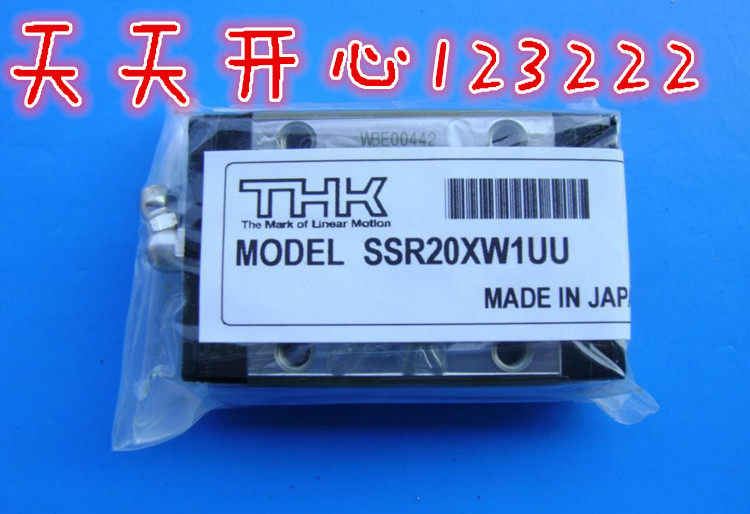 天天开心123222
WBE00442
THK
The Mark of Linear Motion
MODEL SSR20XW1UU
MADE IN JAPA